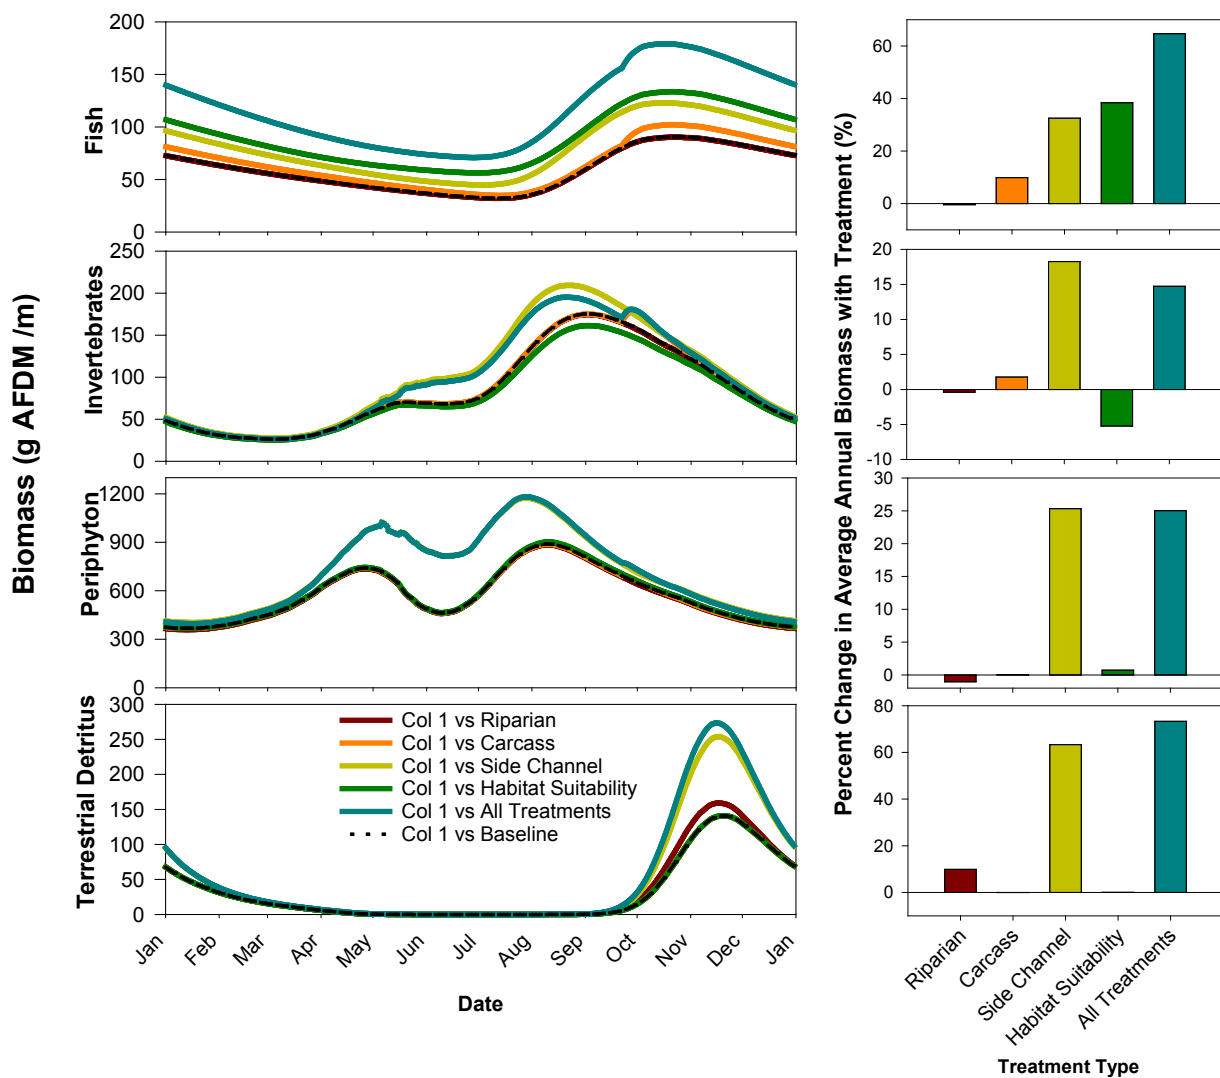 Biomass (g AFDM /m)
Fish
200
150
100
50
0
Invertebrates
250
200
150
100
50
0
Periphyton
1200
900
600
300
0
Terrestrial Detritus
300
250
200
150
100
50
0
Col 1 vs Riparian
Col 1 vs Carcass
Col 1 vs Side Channel
Col 1 vs Habitat Suitability
Col 1 vs All Treatments
Col 1 vs Baseline
Jan
Feb
Mar
Apr
May
Jun
Jul
Aug
Sep
Oct
Nov
Dec
Jan
Date
Percent Change in Average Annual Biomass with Treatment (%)
60
40
20
0
20
15
10
5
0
-5
-10
30
25
20
15
10
5
0
80
60
40
20
0
Riparian
Carcass
Side Channel
Habitat Suitability
All Treatments
Treatment Type